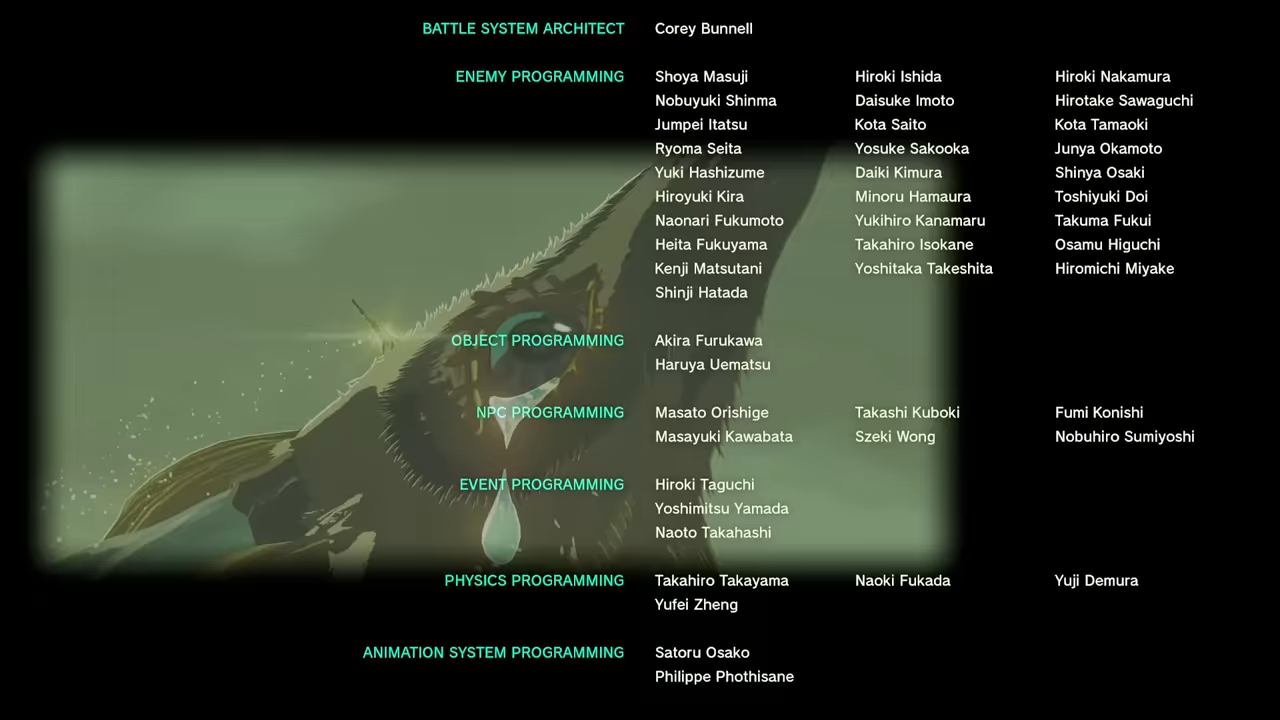 BATTLE SYSTEM ARCHITECT Corey Bunnell
ENEMY PROGRAMMING Shoya Masuji Hiroki Ishida Hiroki Nakamura
Nobuyuki Shinma Daisuke Imoto Hirotake Sawaguchi
Jumpei Itatsu Kota Saito Kota Tamaoki
Ryoma Seita Yosuke Sakooka Junya Okamoto
Yuki Hashizume Daiki Kimura Shinya Osaki
Hiroyuki Kira Minoru Hamaura Toshiyuki Doi
Naonari Fukumoto Yukihiro Kanamaru Takuma Fukui
Heita Fukuyama Takahiro Isokane Osamu Higuchi
Kenji Matsutani Yoshitaka Takeshita Hiromichi Miyake
Shinji Hatada
OBJECT PROGRAMMING Akira Furukawa
Haruya Uematsu
NPC PROGRAMMING Masato Orishige Takashi Kuboki Fumi Konishi
Masayuki Kawabata Szeki Wong Nobuhiro Sumiyoshi
EVENT PROGRAMMING Hiroki Taguchi
Yoshimitsu Yamada
Naoto Takahashi
PHYSICS PROGRAMMING Takahiro Takayama Naoki Fukada Yuji Demura
Yufei Zheng
ANIMATION SYSTEM PROGRAMMING Satoru Osako
Philippe Phothisane